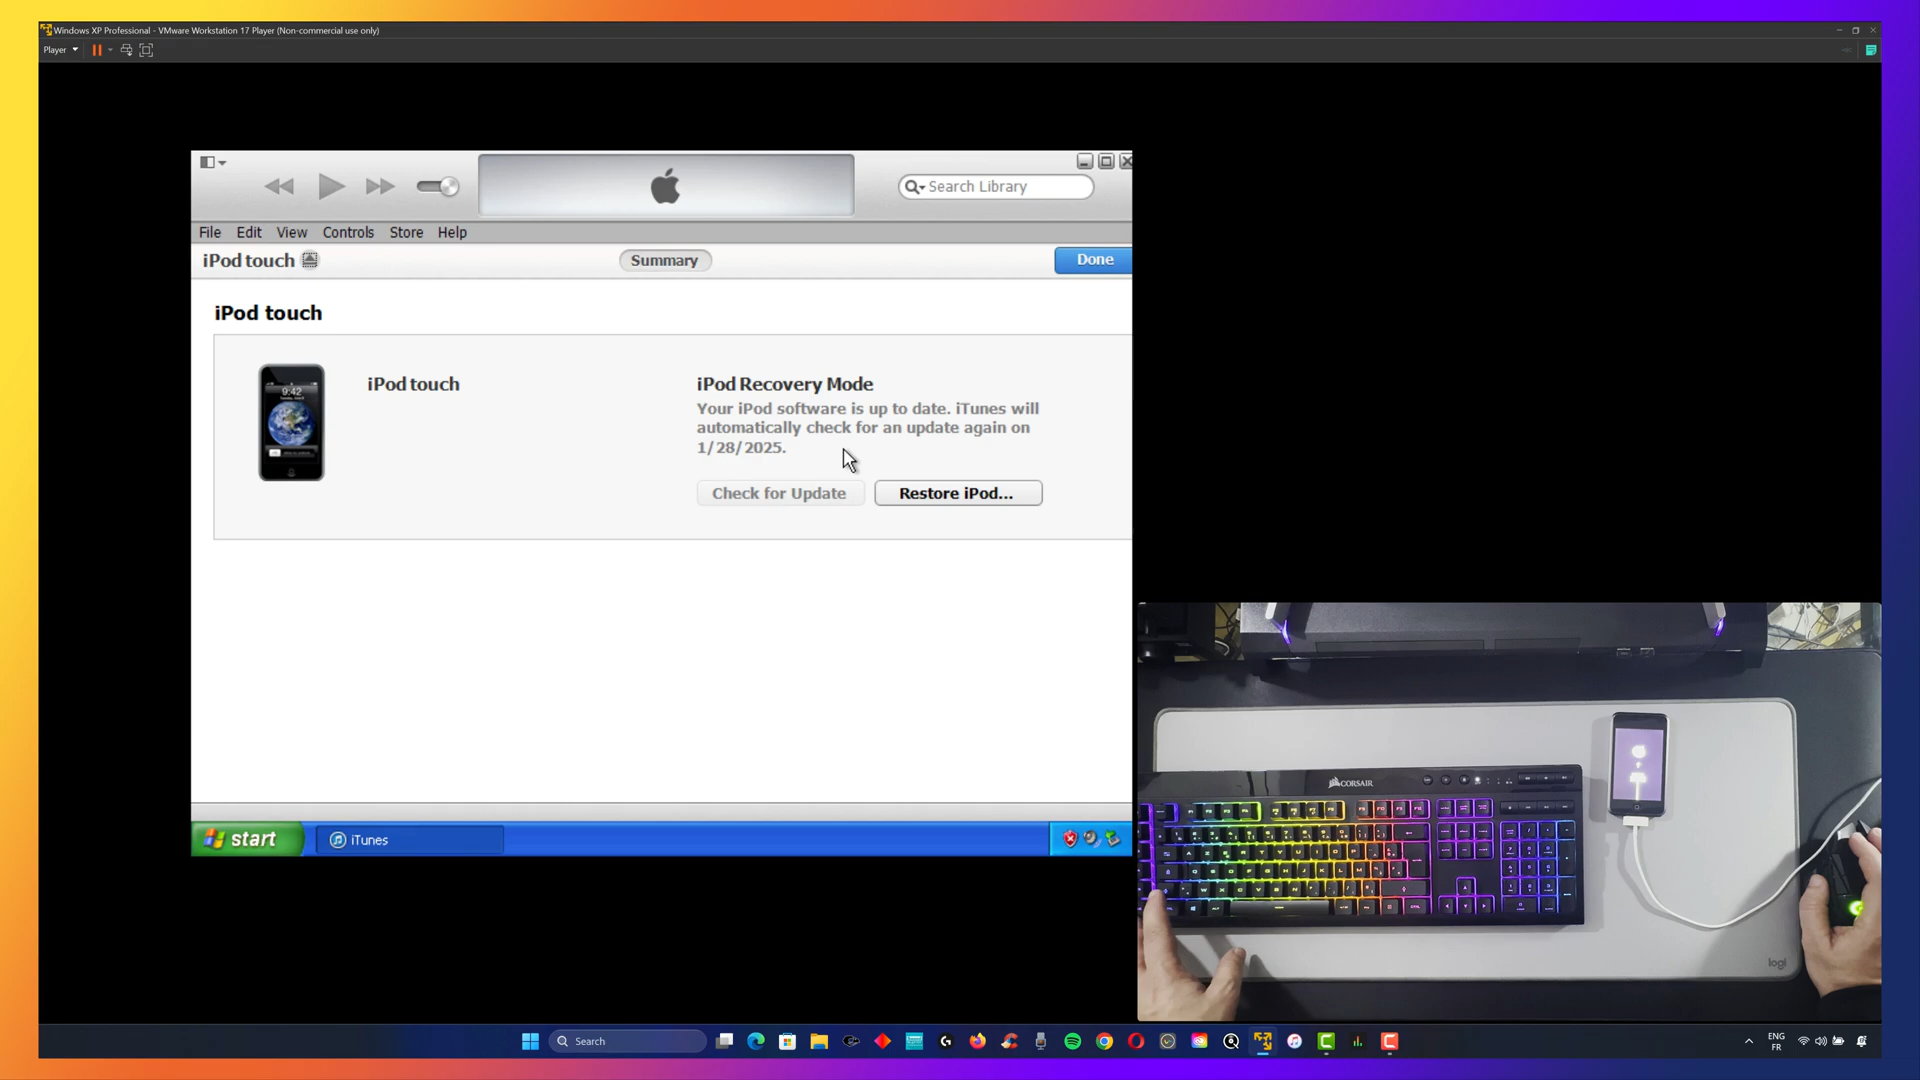 Windows XP Professional - VMware Workstation 17 Player (Non-commercial use only)
Player
Search Library
File Edit View Controls Store Help
iPod touch
Summary
Done
iPod touch
9:42
iPod touch
iPod Recovery Mode
Your iPod software is up to date. iTunes will
automatically check for an update again on
1/28/2025.
Check for Update
Restore iPod...
start
iTunes
CORSAIR
logi
Search
ENG
FR